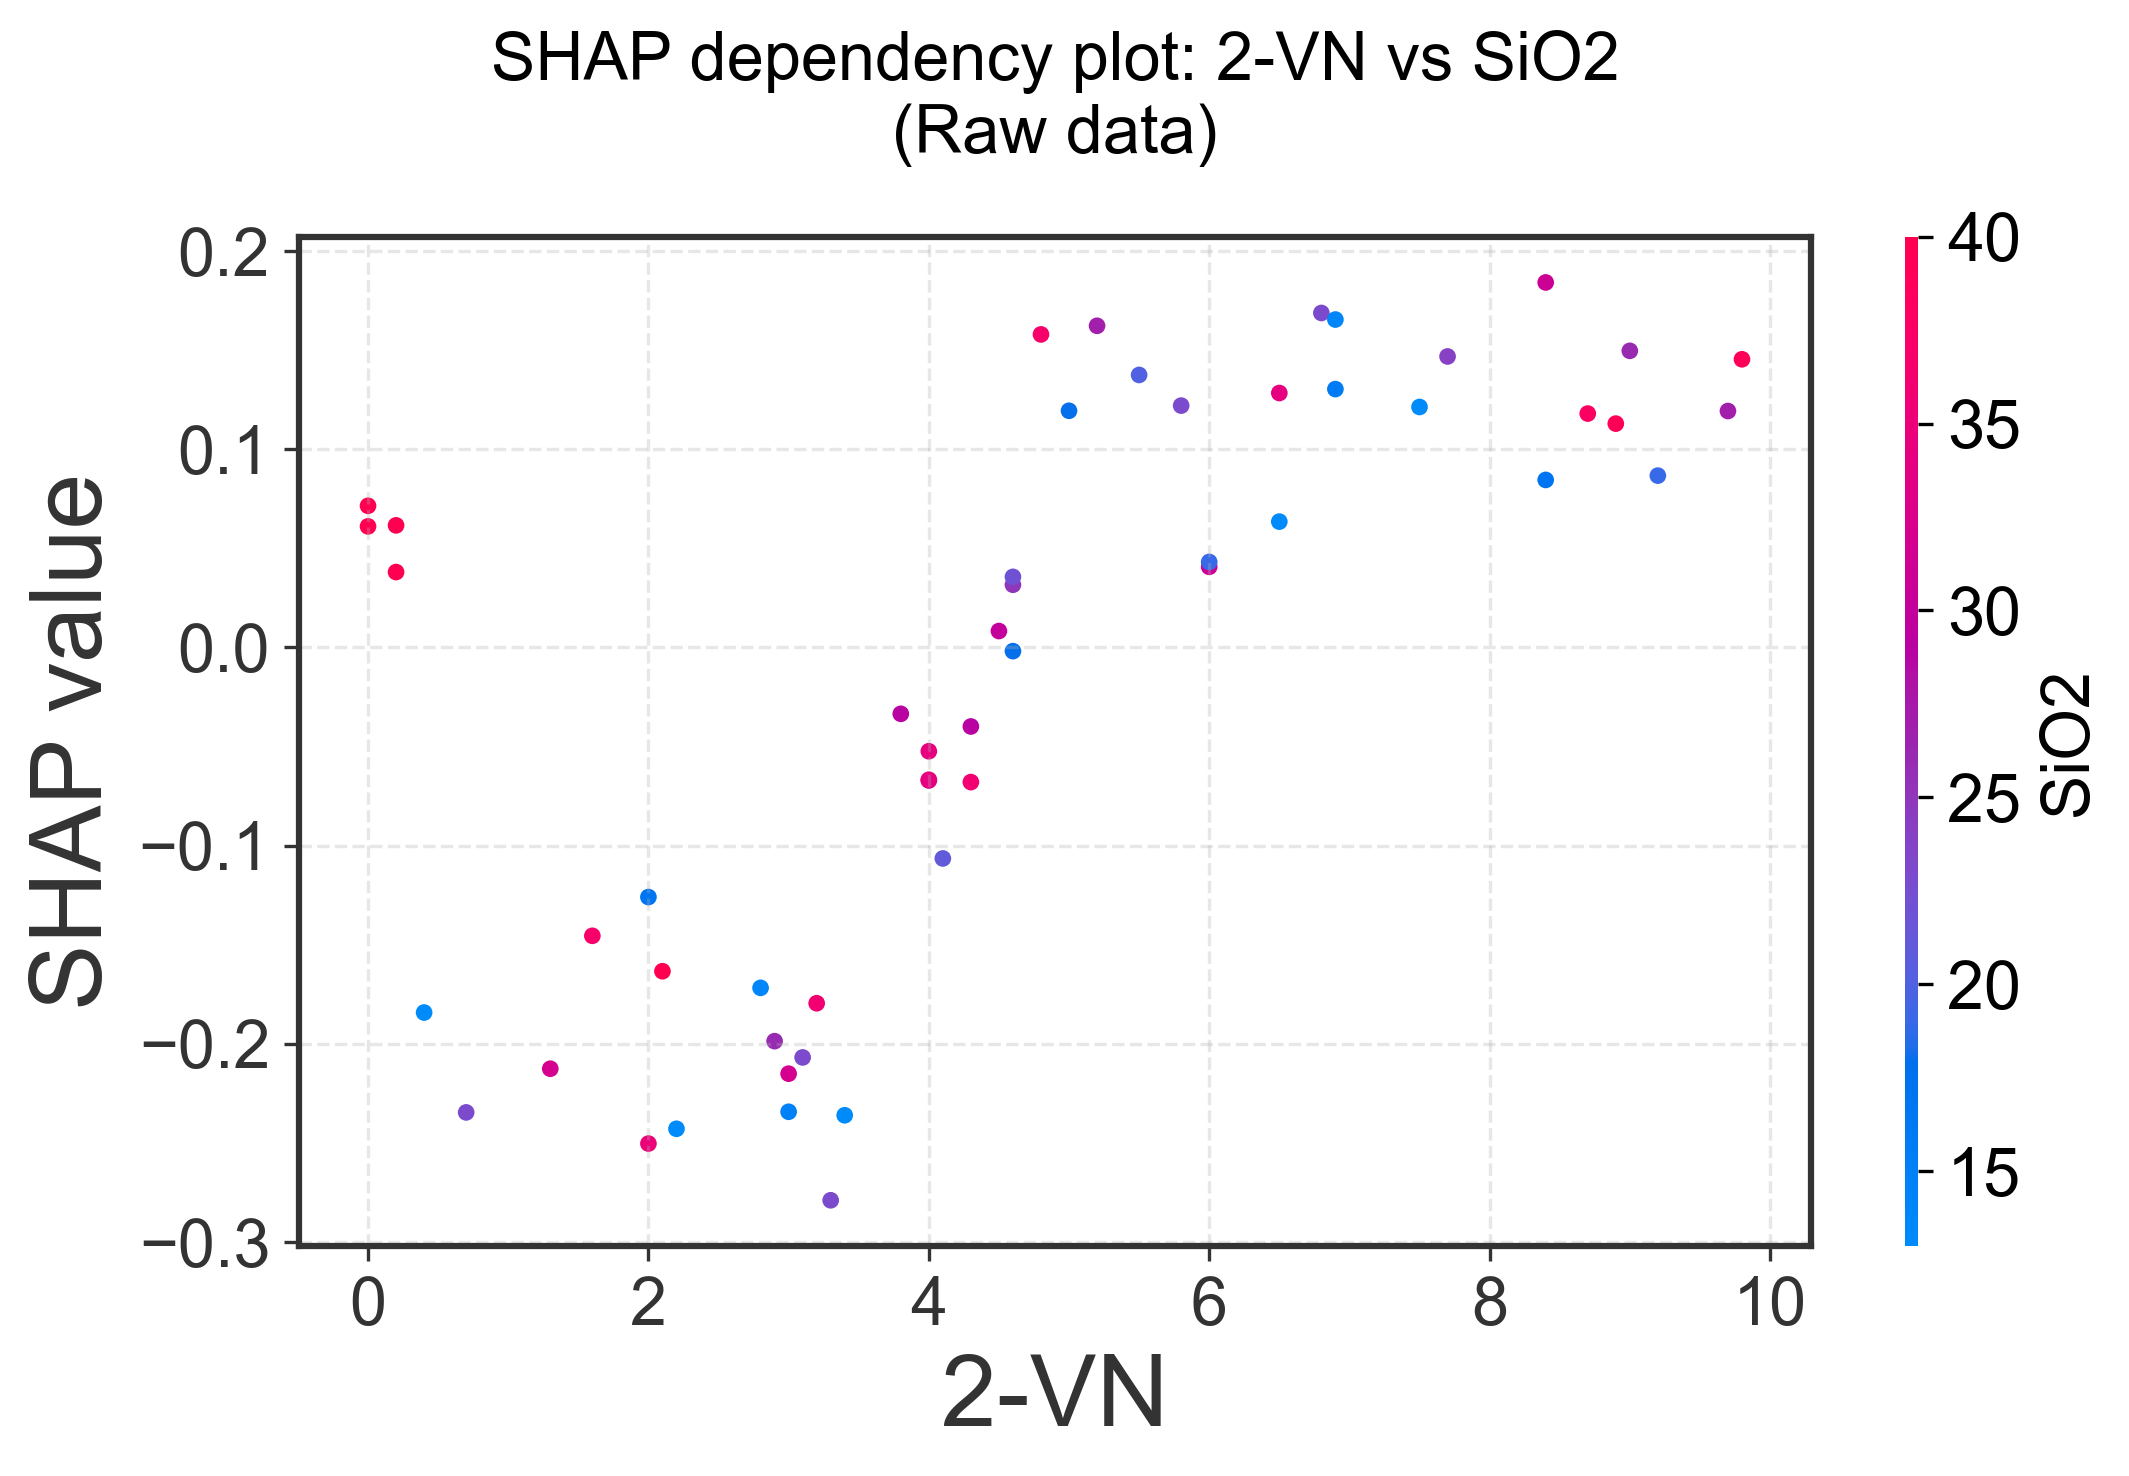 SHAP dependency plot: 2-VN vs SiO2
(Raw data)
SHAP value
0.2
0.1
0.0
−0.1
−0.2
−0.3
0 2 4 6 8 10
2-VN
40
35
30
25
20
15
SiO2